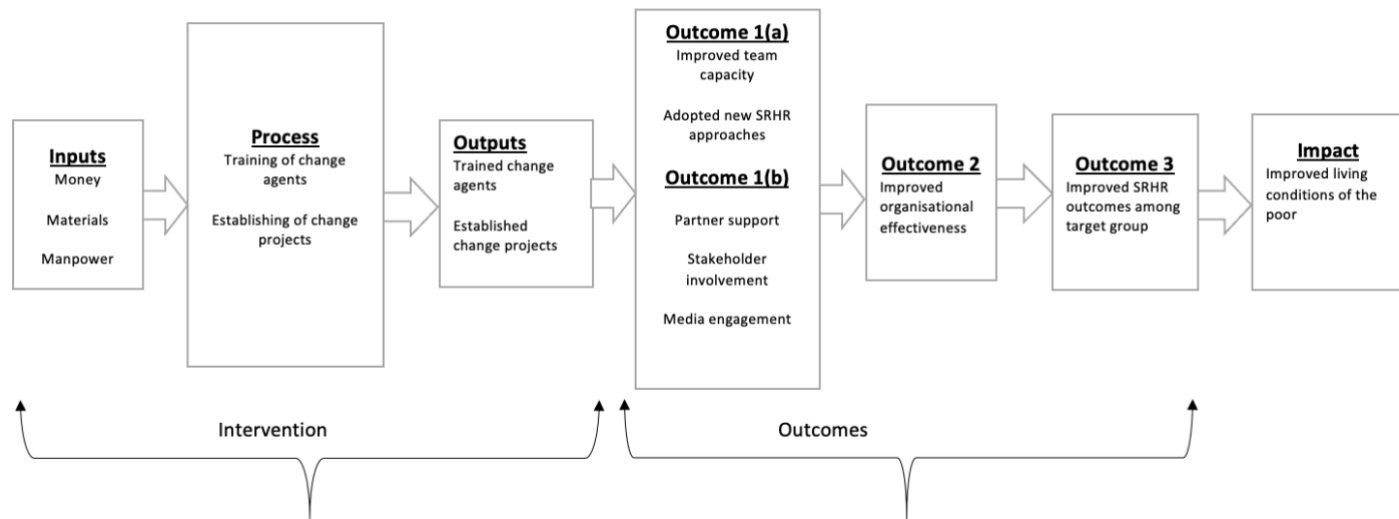 Inputs
Money
Materials
Manpower
Process
Training of change
agents
Establishing of change
projects
Outputs
Trained change
agents
Established
change projects
Outcome 1(a)
Improved team
capacity
Adopted new SRHR
approaches
Outcome 1(b)
Partner support
Stakeholder
involvement
Media engagement
Outcome 2
Improved
organisational
effectiveness
Outcome 3
Improved SRHR
outcomes among
target group
Impact
Improved living
conditions of the
poor
Intervention
Outcomes